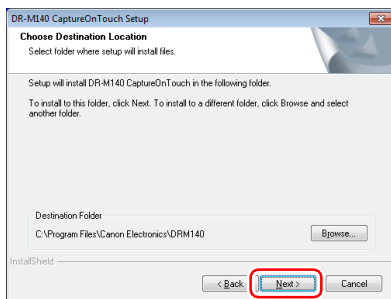 DR-M140 CaptureOnTouch Setup
Choose Destination Location
Select folder where setup will install files.
Setup will install DR-M140 CaptureOnTouch in the following folder.
To install to this folder, click Next. To install to a different folder, click Browse and select
another folder.
Destination Folder
C:\Program Files\Canon Electronics\DRM140
Browse...
InstallShield
< Back
Next >
Cancel